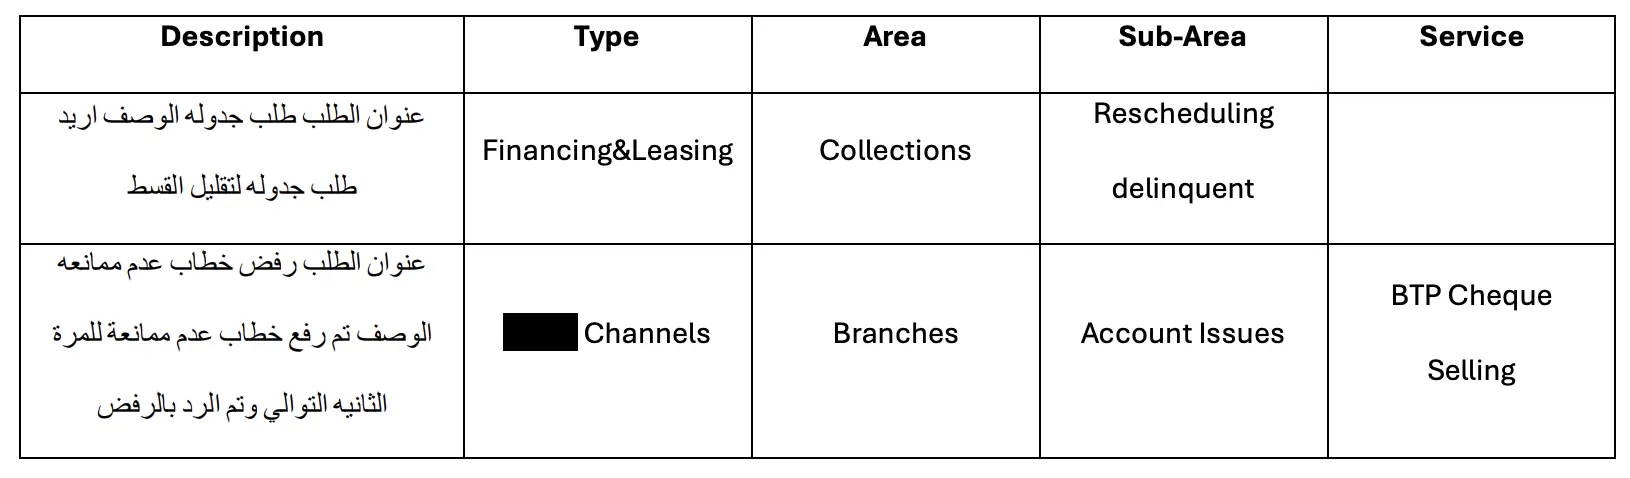 Description Type Area Sub-Area Service
عنوان الطلب طلب جدوله الوصف اريد
طلب جدوله لتقليل القسط
Financing&Leasing
Collections
Rescheduling
delinquent
عنوان الطلب رفض خطاب عدم ممانعه
الوصف تم رفع خطاب عدم ممانعة للمرة
الثانيه التوالي وتم الرد بالرفض
Channels
Branches
Account Issues
BTP Cheque
Selling